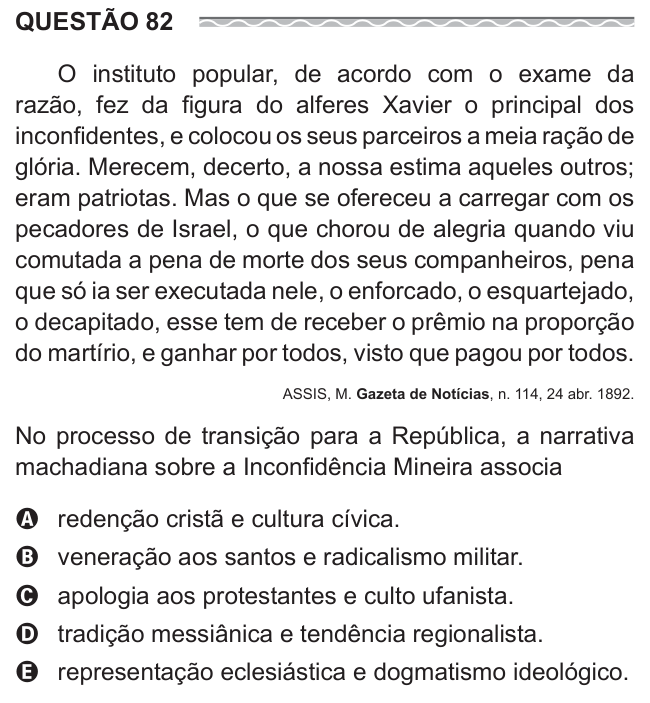 QUESTÃO 82
O instituto popular, de acordo com o exame da
razão, fez da figura do alferes Xavier o principal dos
inconfidentes, e colocou os seus parceiros a meia ração de
glória. Merecem, decerto, a nossa estima aqueles outros;
eram patriotas. Mas o que se ofereceu a carregar com os
pecadores de Israel, o que chorou de alegria quando viu
comutada a pena de morte dos seus companheiros, pena
que só ia ser executada nele, o enforcado, o esquartejado,
o decapitado, esse tem de receber o prêmio na proporção
do martírio, e ganhar por todos, visto que pagou por todos.
ASSIS, M. Gazeta de Notícias, n. 114, 24 abr. 1892.
No processo de transição para a República, a narrativa
machadiana sobre a Inconfidência Mineira associa
A redenção cristã e cultura cívica.
B veneração aos santos e radicalismo militar.
C apologia aos protestantes e culto ufanista.
D tradição messiânica e tendência regionalista.
E representação eclesiástica e dogmatismo ideológico.